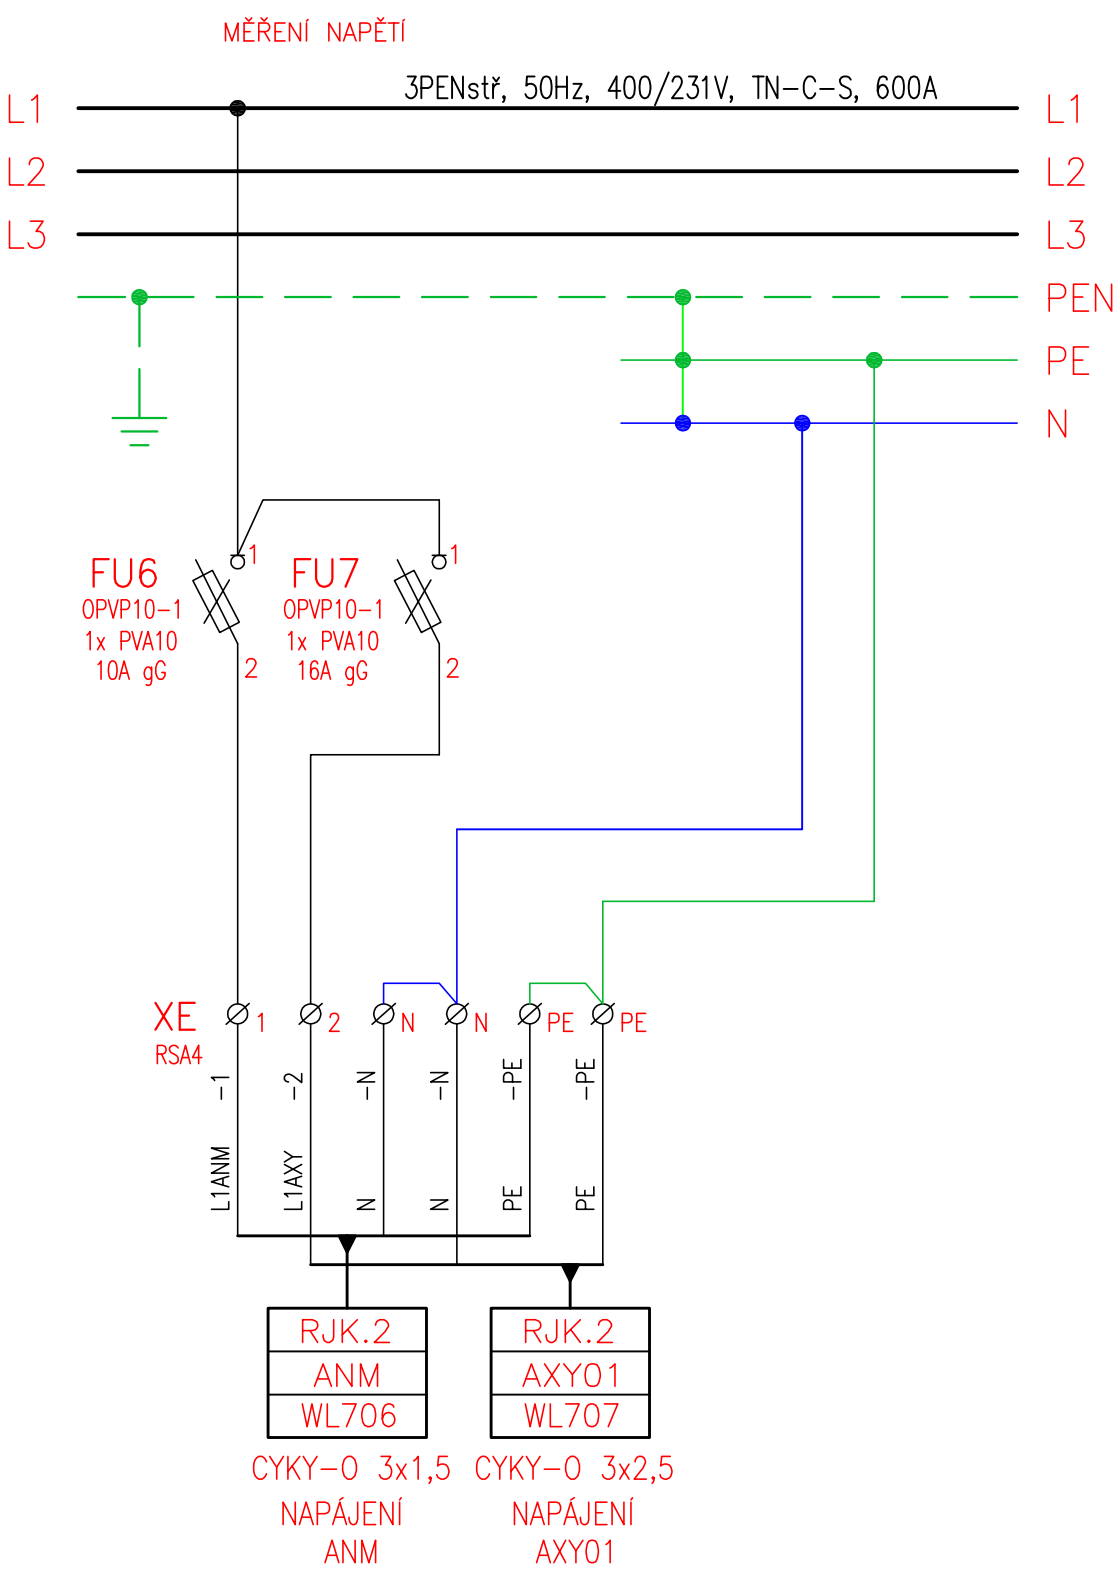 MĚŘENÍ NAPĚTÍ
3PENstř, 50Hz, 400/231V, TN-C-S, 600A
L1 L1
L2 L2
L3 L3
PEN
PE
N
FU6 1 FU7 1
OPVP10-1 OPVP10-1
1x PVA10 1x PVA10
10A gG 2 16A gG 2
XE 1 2 N N PE PE
RSA4
-1 -2 -N -N -PE -PE
L1ANM L1AXY N N PE PE
RJK.2 RJK.2
ANM AXY01
WL706 WL707
CYKY-O 3x1,5 CYKY-O 3x2,5
NAPÁJENÍ NAPÁJENÍ
ANM AXY01